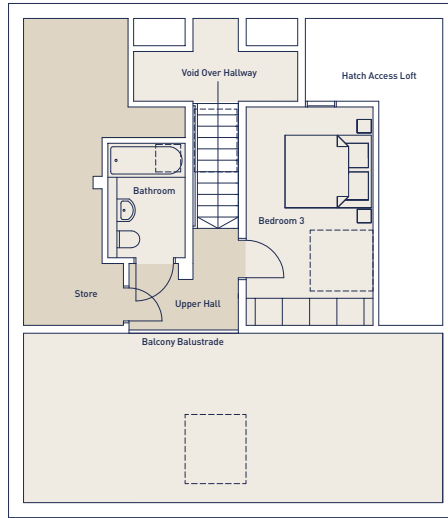 Void Over Hallway
Hatch Access Loft
Bathroom
Bedroom 3
Store
Upper Hall
Balcony Balustrade